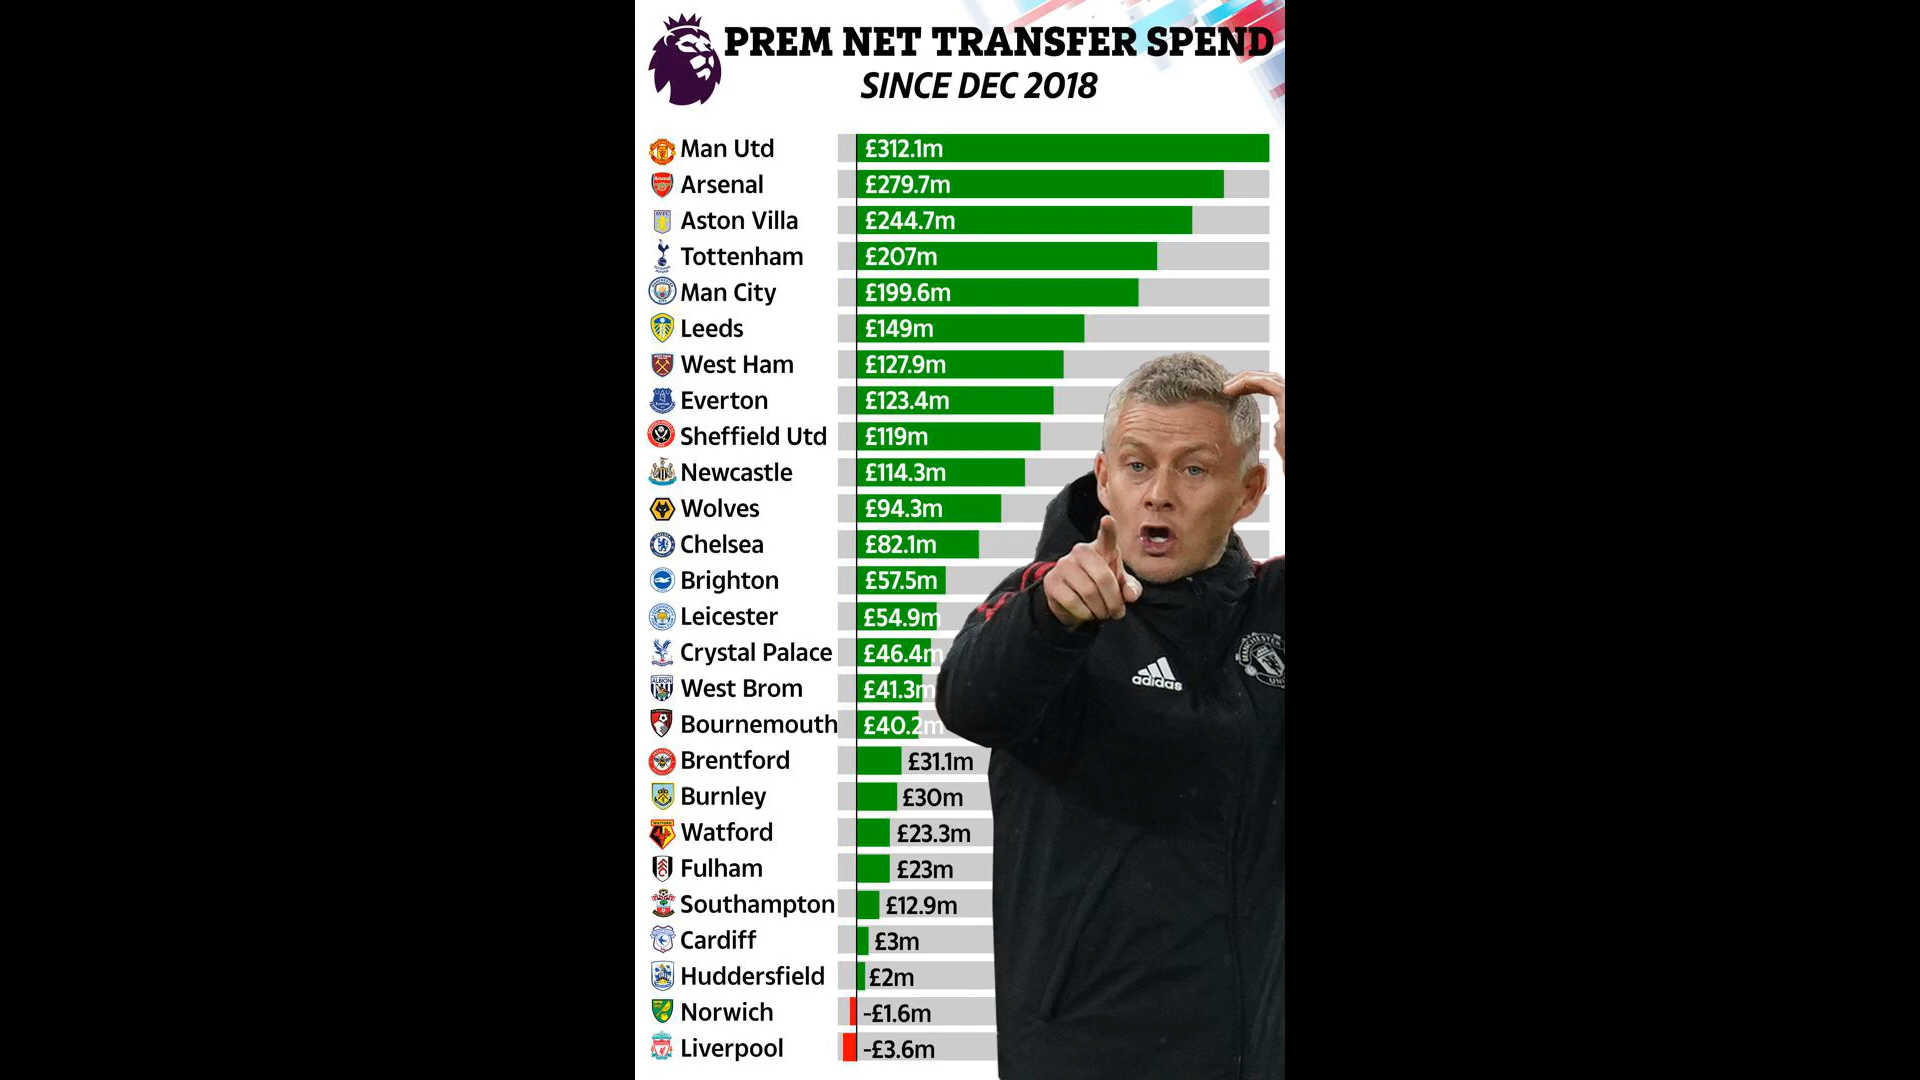 PREM NET TRANSFER SPEND
SINCE DEC 2018
Man Utd £312.1m
Arsenal £279.7m
Aston Villa £244.7m
Tottenham £207m
Man City £199.6m
Leeds £149m
West Ham £127.9m
Everton £123.4m
Sheffield Utd £119m
Newcastle £114.3m
Wolves £94.3m
Chelsea £82.1m
Brighton £57.5m
Leicester £54.9m
Crystal Palace £46.4m
West Brom £41.3m
Bournemouth £40.2m
Brentford £31.1m
Burnley £30m
Watford £23.3m
Fulham £23m
Southampton £12.9m
Cardiff £3m
Huddersfield £2m
Norwich -£1.6m
Liverpool -£3.6m
adidas
MANCHESTER